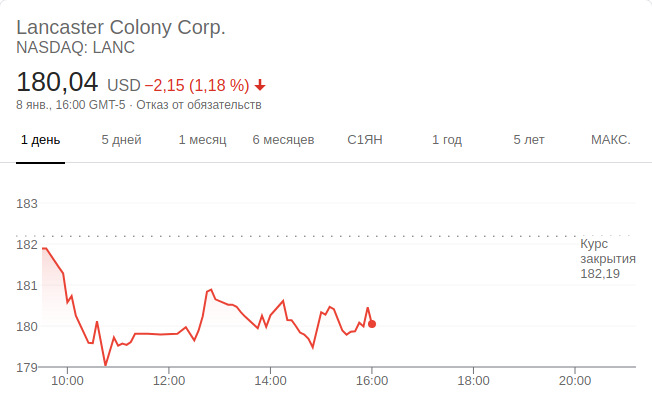 Lancaster Colony Corp.
NASDAQ: LANC
180,04 USD −2,15 (1,18 %)
8 янв., 16:00 GMT-5 · Отказ от обязательств
1 день 5 дней 1 месяц 6 месяцев С1ЯН 1 год 5 лет МАКС.
183
182
181
180
179
Курс
закрытия
182,19
10:00 12:00 14:00 16:00 18:00 20:00